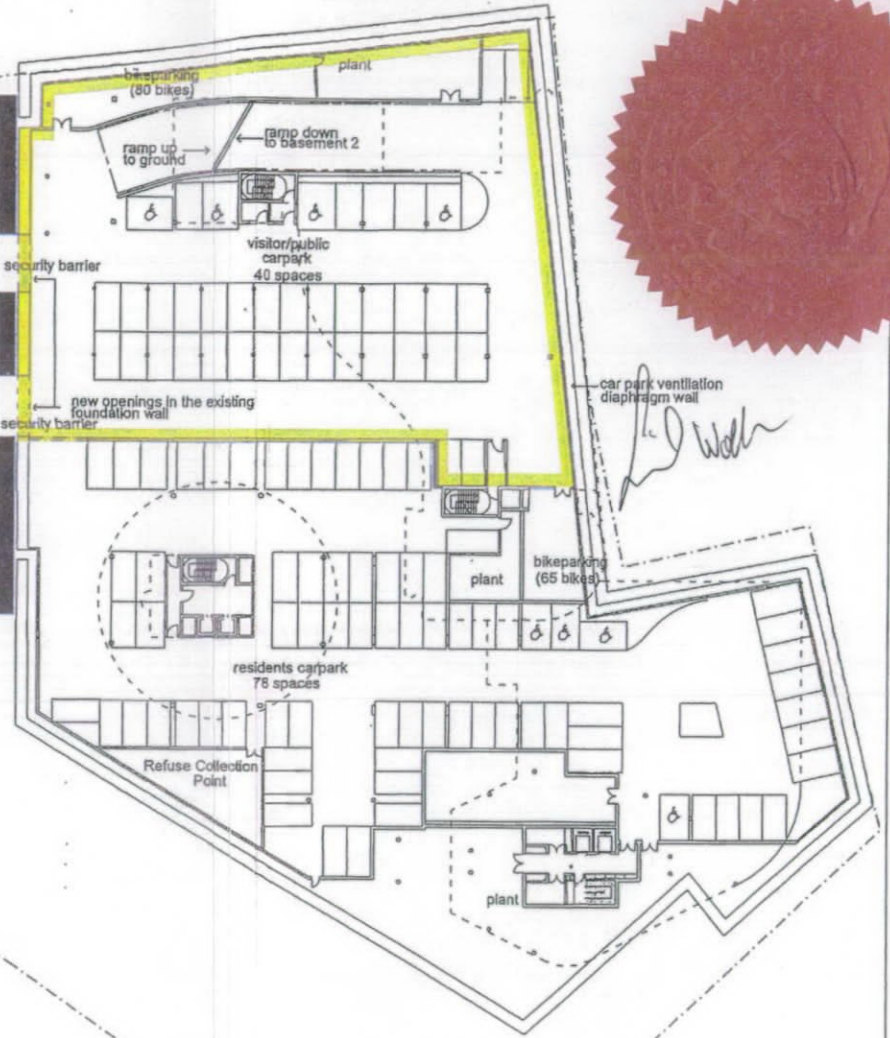 bikeparking
(80 bikes)
plant
ramp up
to ground
ramp down
to basement 2
visitor/public
carpark
40 spaces
security barrier
new openings in the existing
foundation wall
security barrier
car park ventilation
diaphragm wall
plant
bikeparking
(65 bikes)
residents carpark
78 spaces
Refuse Collection
Point
plant